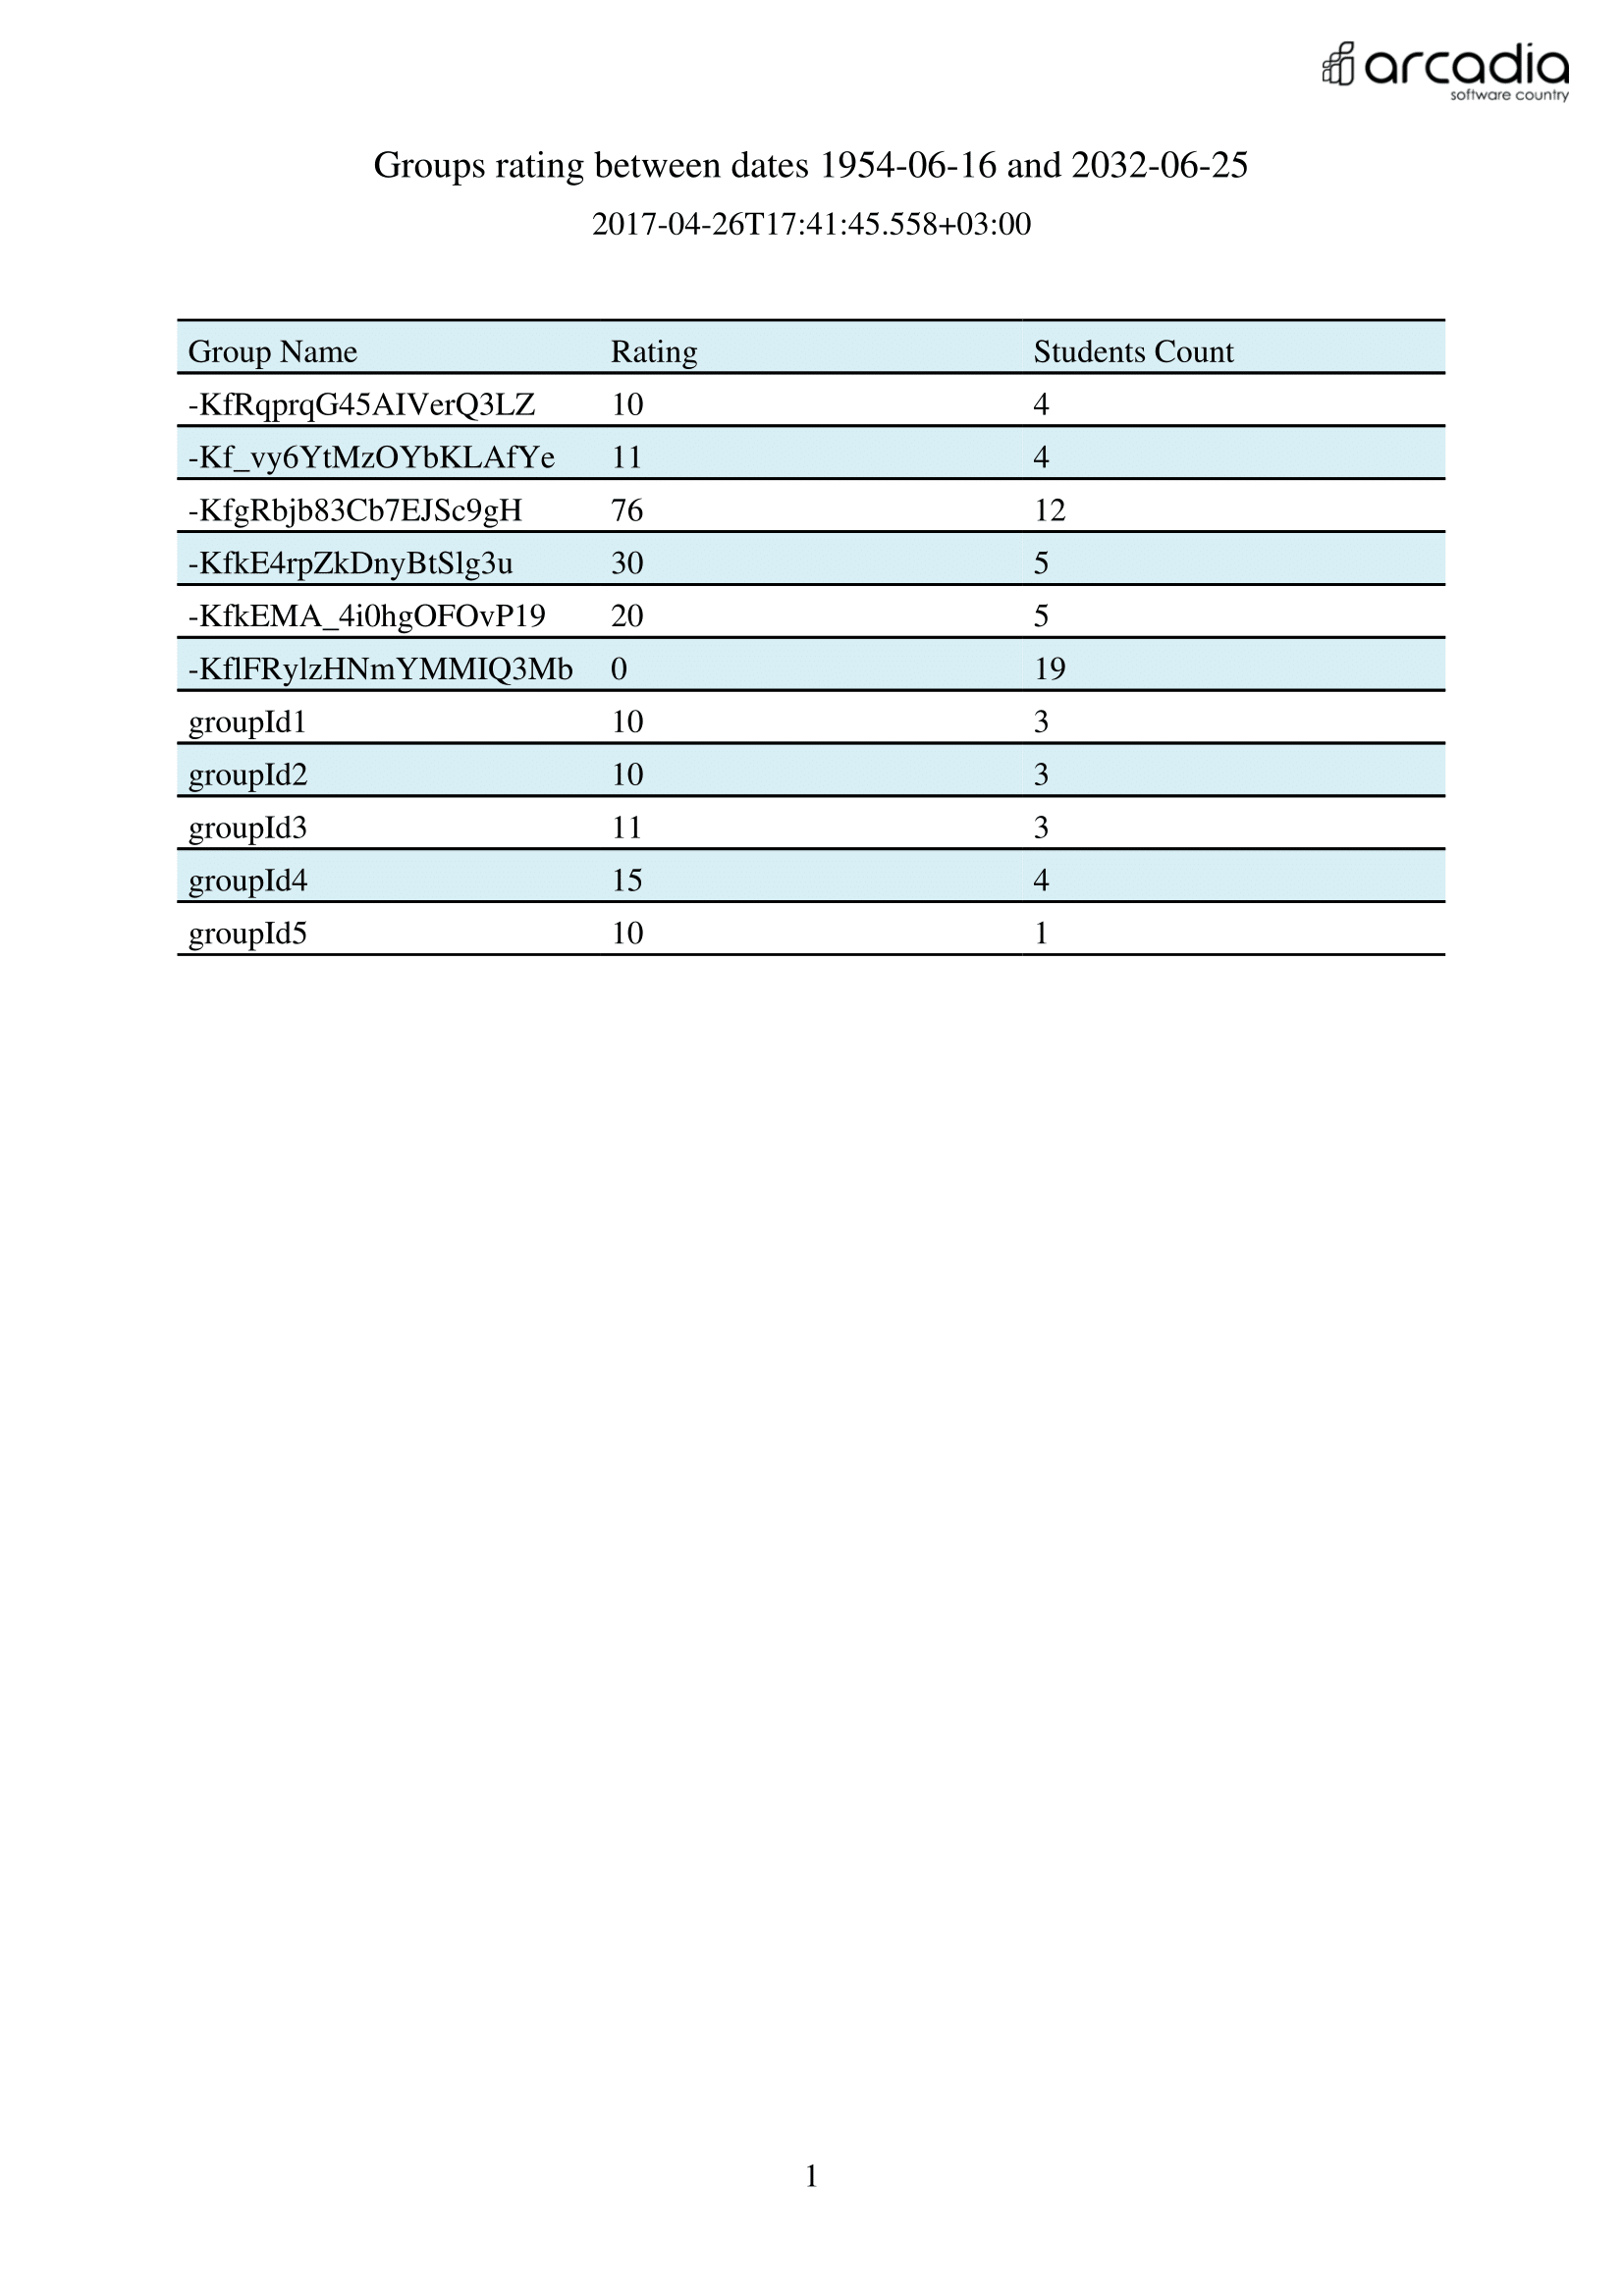 arcadia
software country
Groups rating between dates 1954-06-16 and 2032-06-25
2017-04-26T17:41:45.558+03:00
Group Name Rating Students Count
-KfRqprqG45AIVerQ3LZ 10 4
-Kf_vy6YtMzOYbKLAfYe 11 4
-KfgRbjb83Cb7EJSc9gH 76 12
-KfkE4rpZkDnyBtSlg3u 30 5
-KfkEMA_4i0hgOFOvP19 20 5
-KflFRylzHNmYMMIQ3Mb 0 19
groupId1 10 3
groupId2 10 3
groupId3 11 3
groupId4 15 4
groupId5 10 1
1